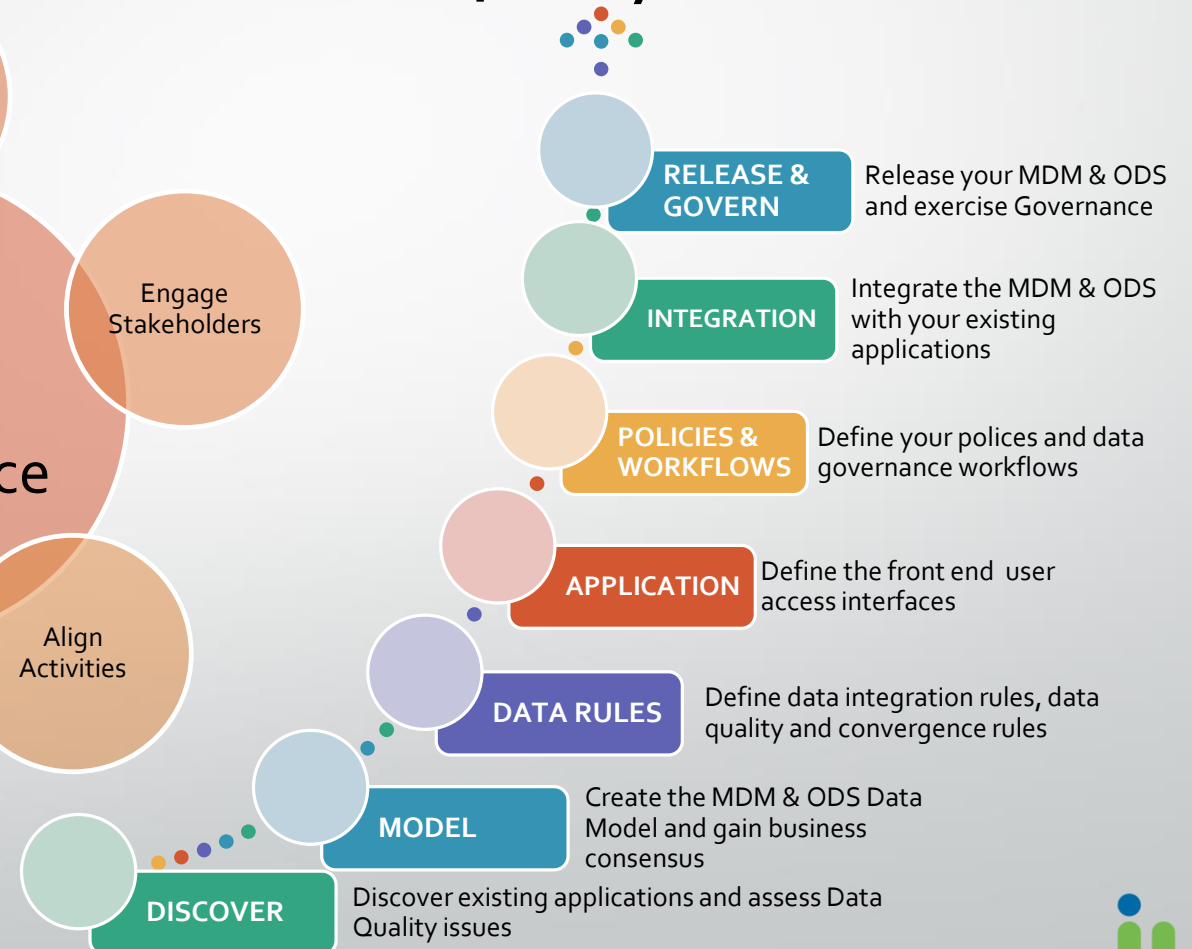 RELEASE &
GOVERN
Release your MDM & ODS
and exercise Governance
INTEGRATION
Integrate the MDM & ODS
with your existing
applications
POLICIES &
WORKFLOWS
Define your polices and data
governance workflows
APPLICATION
Define the front end user
access interfaces
DATA RULES
Define data integration rules, data
quality and convergence rules
MODEL
Create the MDM & ODS Data
Model and gain business
consensus
DISCOVER
Discover existing applications and assess Data
Quality issues
Engage
Stakeholders
ce
Align
Activities